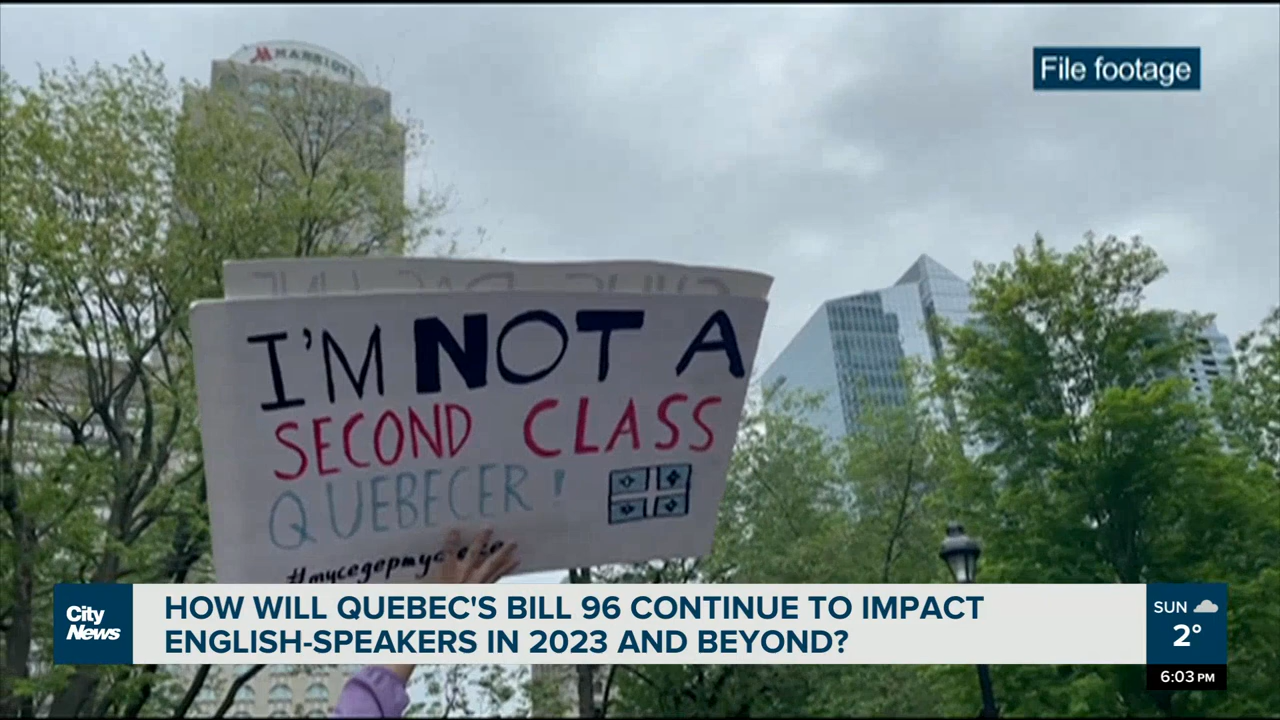 MARRIOTT
File footage
I'M NOT A
SECOND CLASS
QUEBECER!
City
News
HOW WILL QUEBEC'S BILL 96 CONTINUE TO IMPACT
ENGLISH-SPEAKERS IN 2023 AND BEYOND?
SUN
2°
6:03 PM